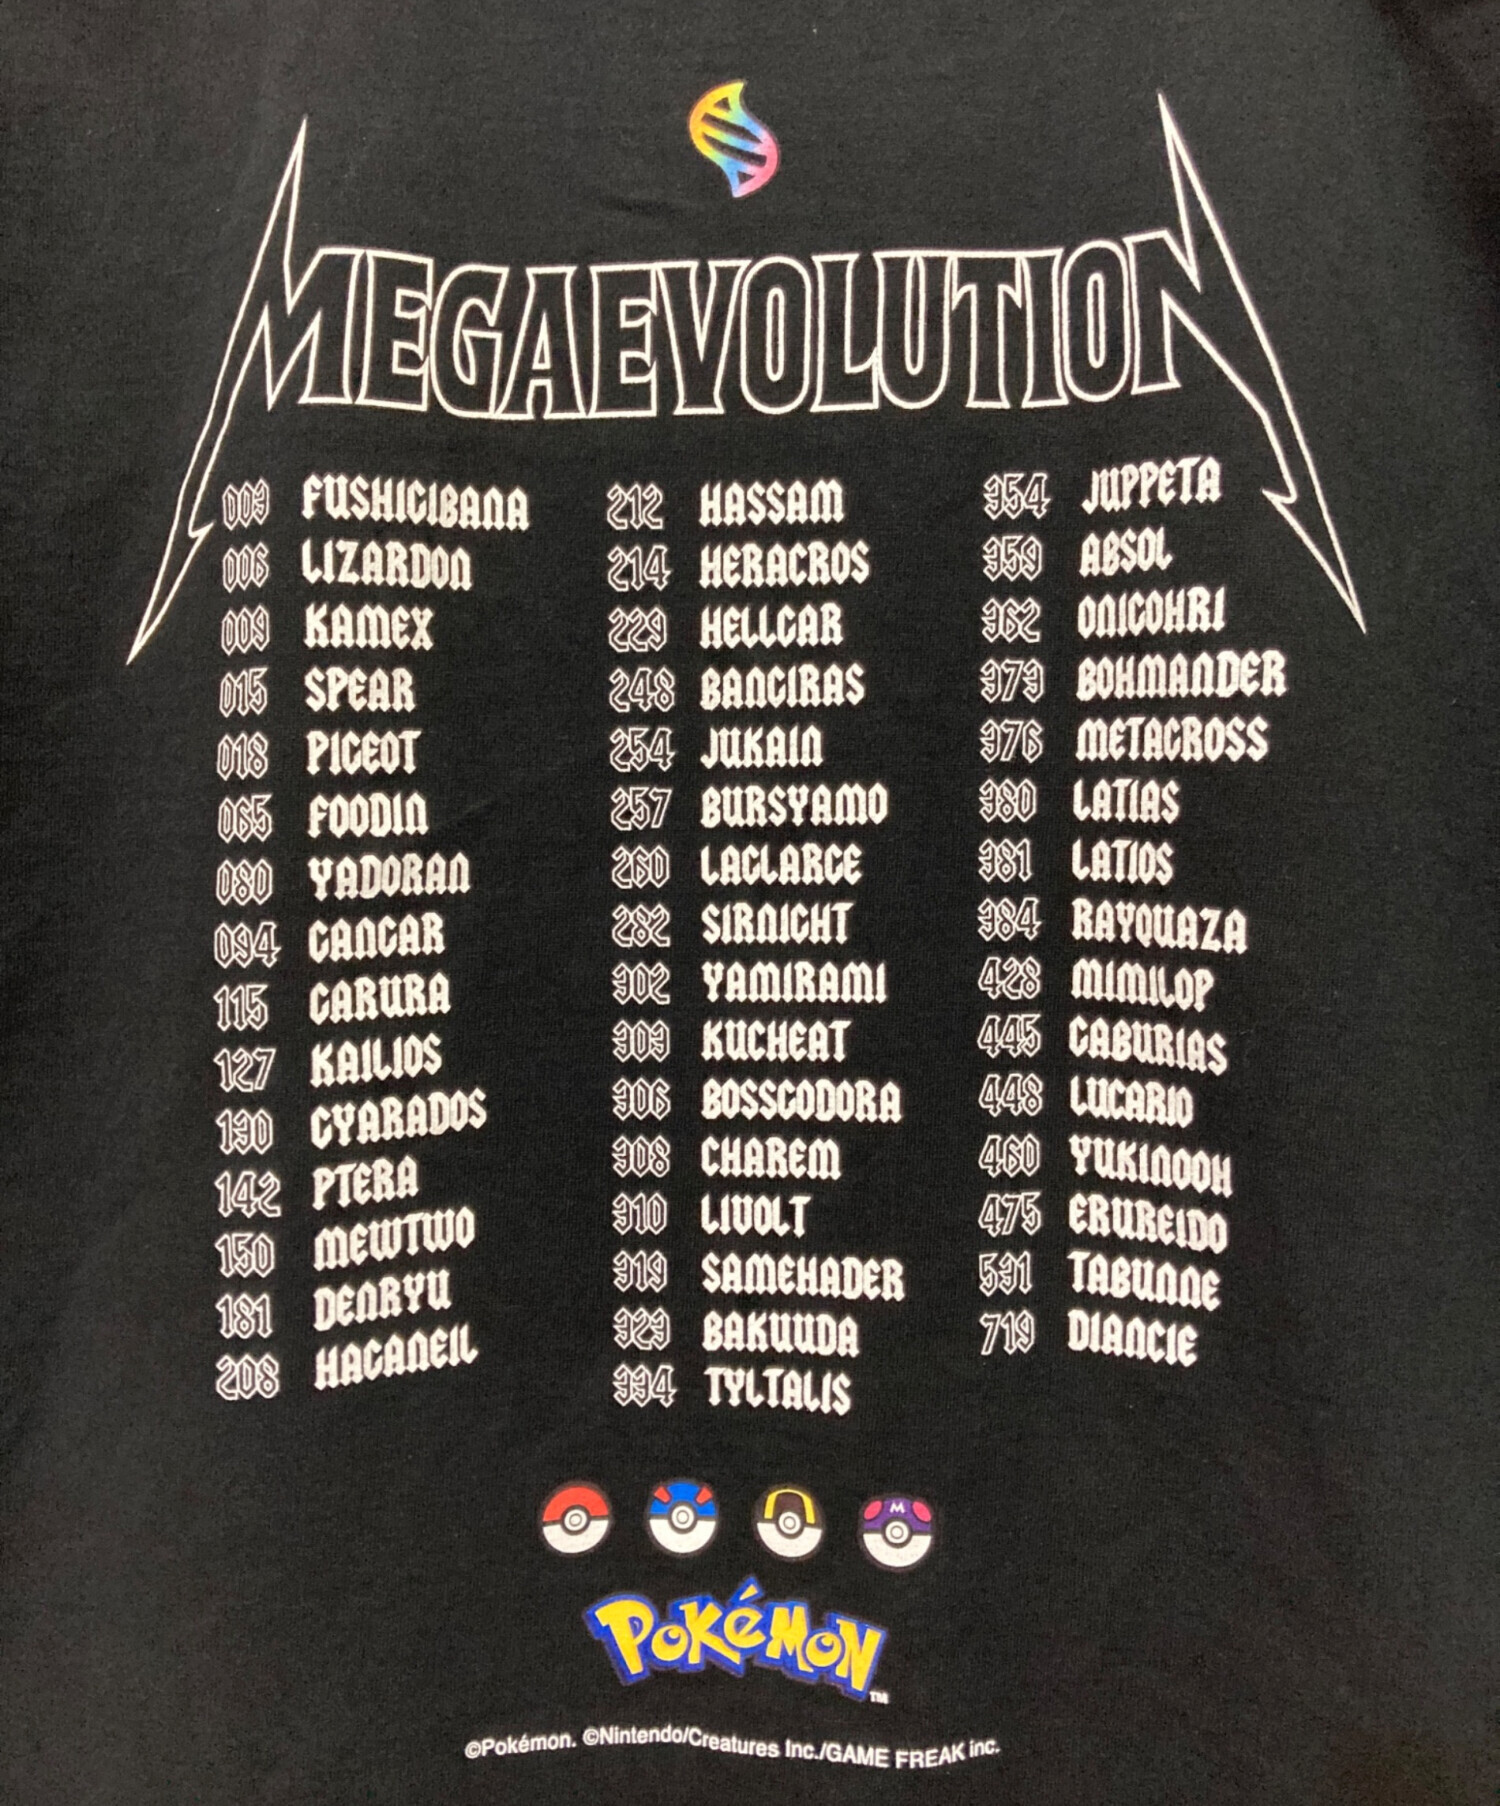 MEGAEVOLUTION
003 FUSHIGIBANA
006 LIZARDON
009 KAMEX
015 SPEAR
018 PIGEOT
065 FOODIN
080 YADORAN
094 GANGAR
115 GARURA
127 KAILIOS
130 GYARADOS
142 PTERA
150 MEWTWO
181 DENRYU
208 HAGANEIL
212 HASSAM
214 HERACROS
229 HELLGAR
248 BANGIRAS
254 JUKAIN
257 BURSYAMO
260 LAGLARGE
282 SIRNIGHT
302 YAMIRAMI
303 KUCHEAT
306 BOSSGODORA
308 CHAREM
310 LIVOLT
319 SAMEHADER
323 BAKUUDA
334 TYLTALIS
354 JUPPETA
359 ABSOL
362 ONIGOHRI
373 BOHMANDER
376 METAGROSS
380 LATIAS
381 LATIOS
384 RAYQUAZA
428 MIMILOP
445 GABURIAS
448 LUCARIO
460 YUKINOOH
475 ERUREIDO
531 TABUNNE
719 DIANCIE
M
POKéMON TM
©Pokémon. ©Nintendo/Creatures Inc./GAME FREAK inc.